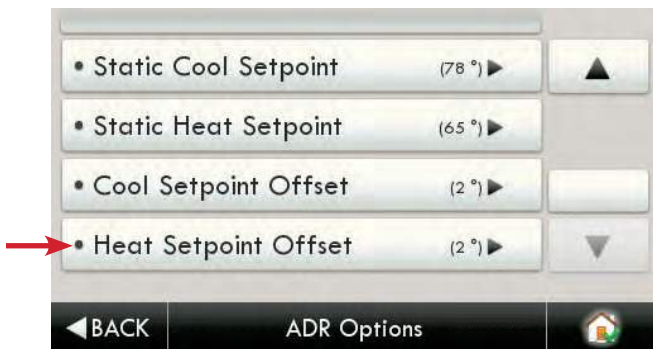 • Static Cool Setpoint (78 °)▶
• Static Heat Setpoint (65 °)▶
• Cool Setpoint Offset (2 °)▶
• Heat Setpoint Offset (2 °)▶
◀BACK ADR Options